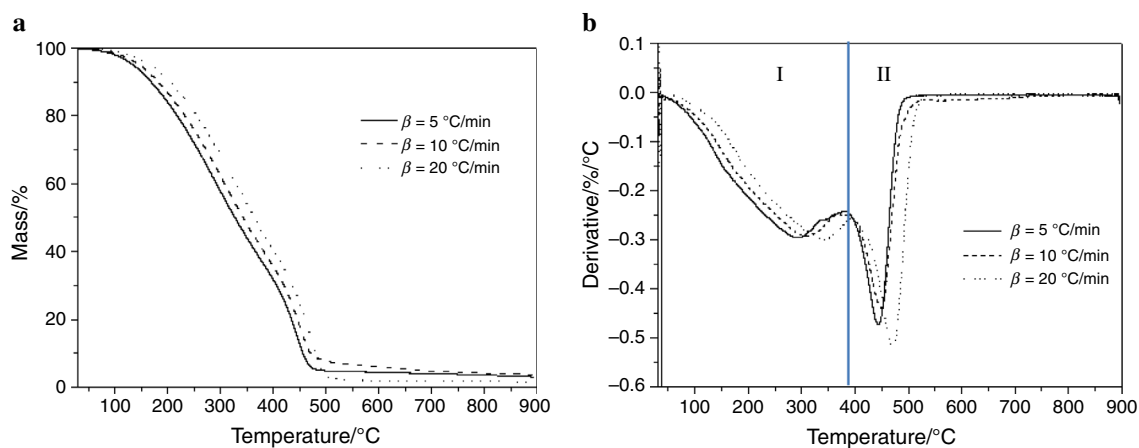 a
100
80
60
40
20
0
Mass/%
β = 5 °C/min
β = 10 °C/min
β = 20 °C/min
100 200 300 400 500 600 700 800 900
Temperature/°C
b
0.1
0.0
–0.1
–0.2
–0.3
–0.4
–0.5
–0.6
Derivative/%/°C
I II
β = 5 °C/min
β = 10 °C/min
β = 20 °C/min
100 200 300 400 500 600 700 800 900
Temperature/°C